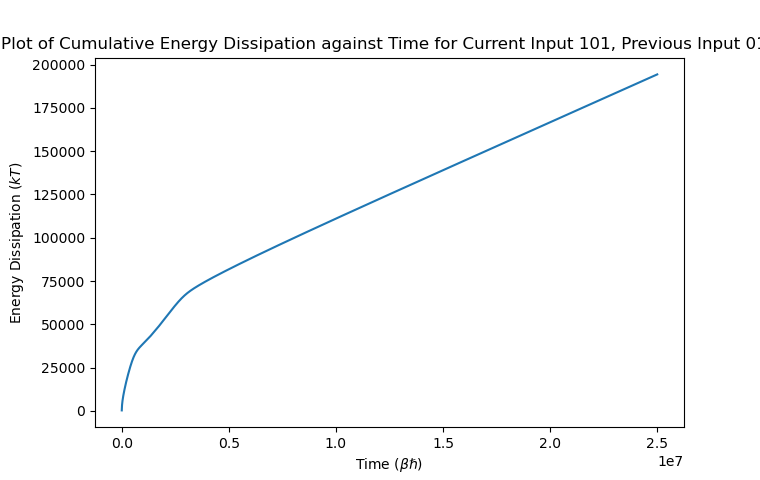 Plot of Cumulative Energy Dissipation against Time for Current Input 101, Previous Input 01
200000
175000
150000
125000
100000
75000
50000
25000
0
Energy Dissipation (kT)
0.0 0.5 1.0 1.5 2.0 2.5
1e7
Time (βħ)